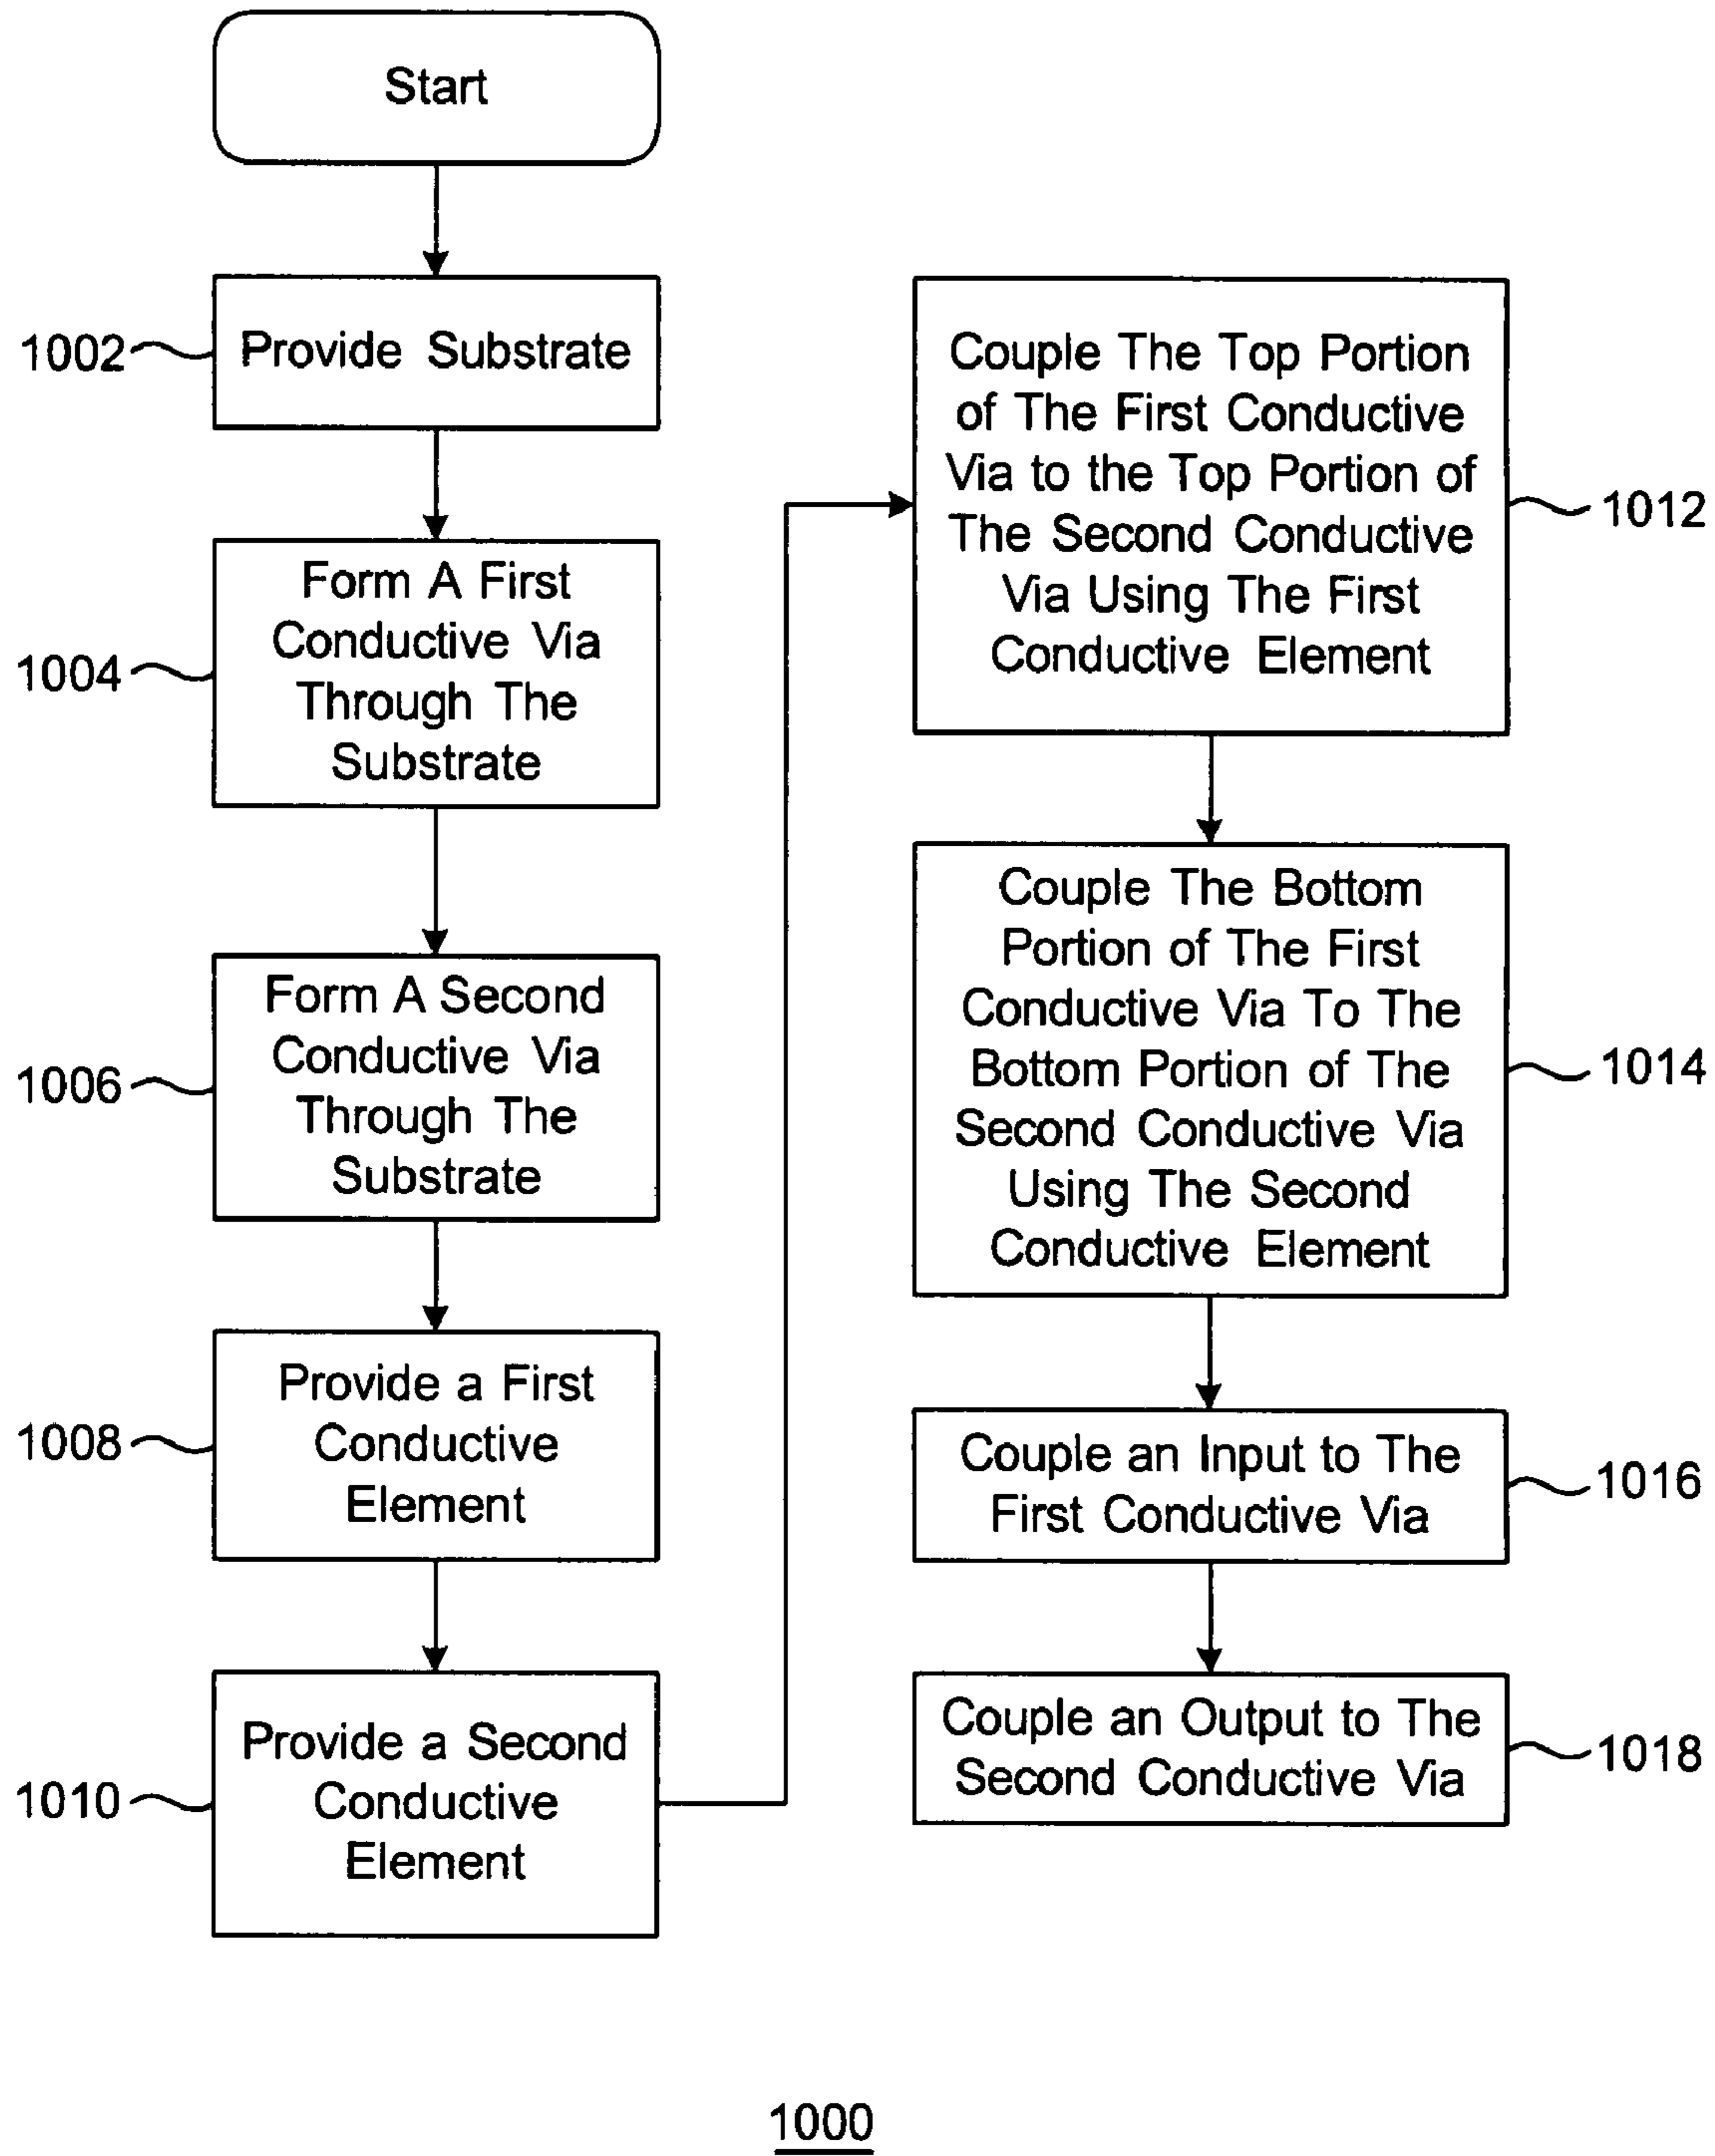 Start
1002
Provide Substrate
1004
Form A First
Conductive Via
Through The
Substrate
1006
Form A Second
Conductive Via
Through The
Substrate
1008
Provide a First
Conductive
Element
1010
Provide a Second
Conductive
Element
Couple The Top Portion
of The First Conductive
Via to the Top Portion of
The Second Conductive
Via Using The First
Conductive Element
1012
Couple The Bottom
Portion of The First
Conductive Via To The
Bottom Portion of The
Second Conductive Via
Using The Second
Conductive Element
1014
Couple an Input to The
First Conductive Via
1016
Couple an Output to The
Second Conductive Via
1018
1000